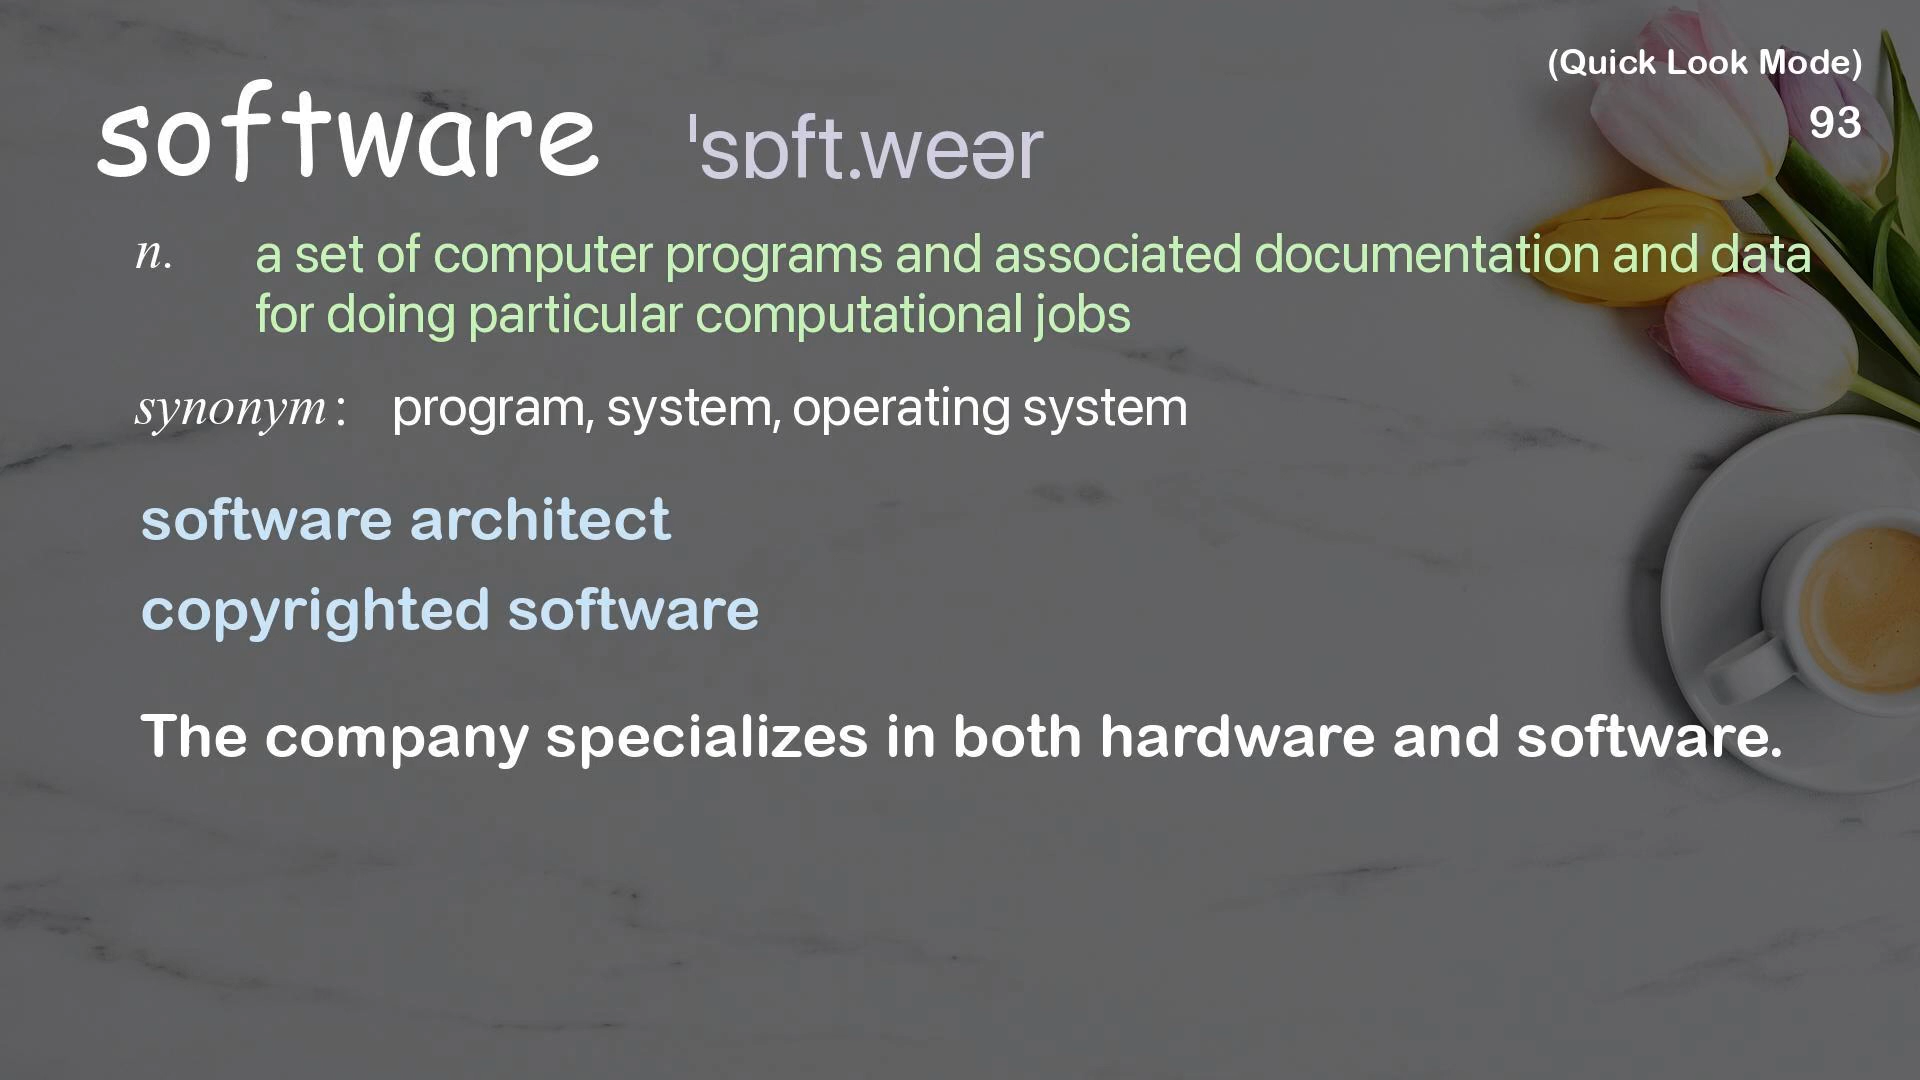 (Quick Look Mode)
93
software ˈsɒft.weər
n. a set of computer programs and associated documentation and data
for doing particular computational jobs
synonym : program, system, operating system
software architect
copyrighted software
The company specializes in both hardware and software.